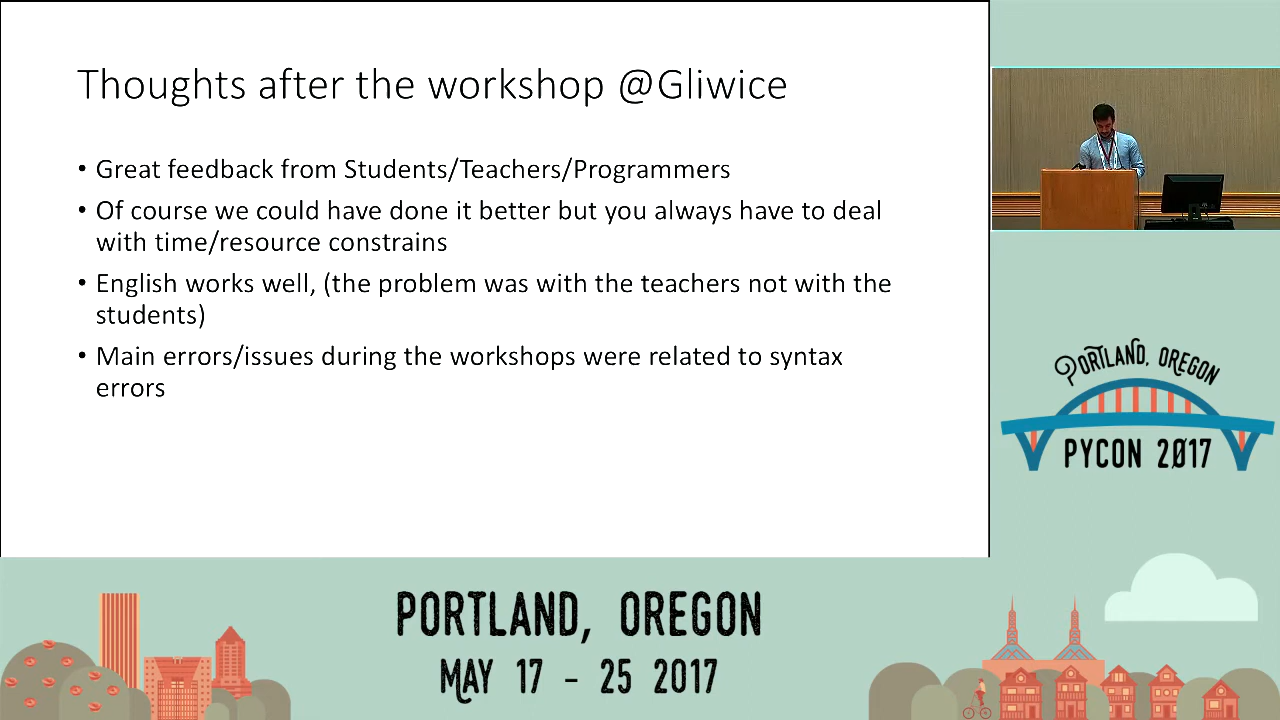 Thoughts after the workshop @Gliwice
• Great feedback from Students/Teachers/Programmers
• Of course we could have done it better but you always have to deal
with time/resource constrains
• English works well, (the problem was with the teachers not with the
students)
• Main errors/issues during the workshops were related to syntax
errors
PORTLAND, OREGON
PYCON 2017
PORTLAND, OREGON
MAY 17 - 25 2017